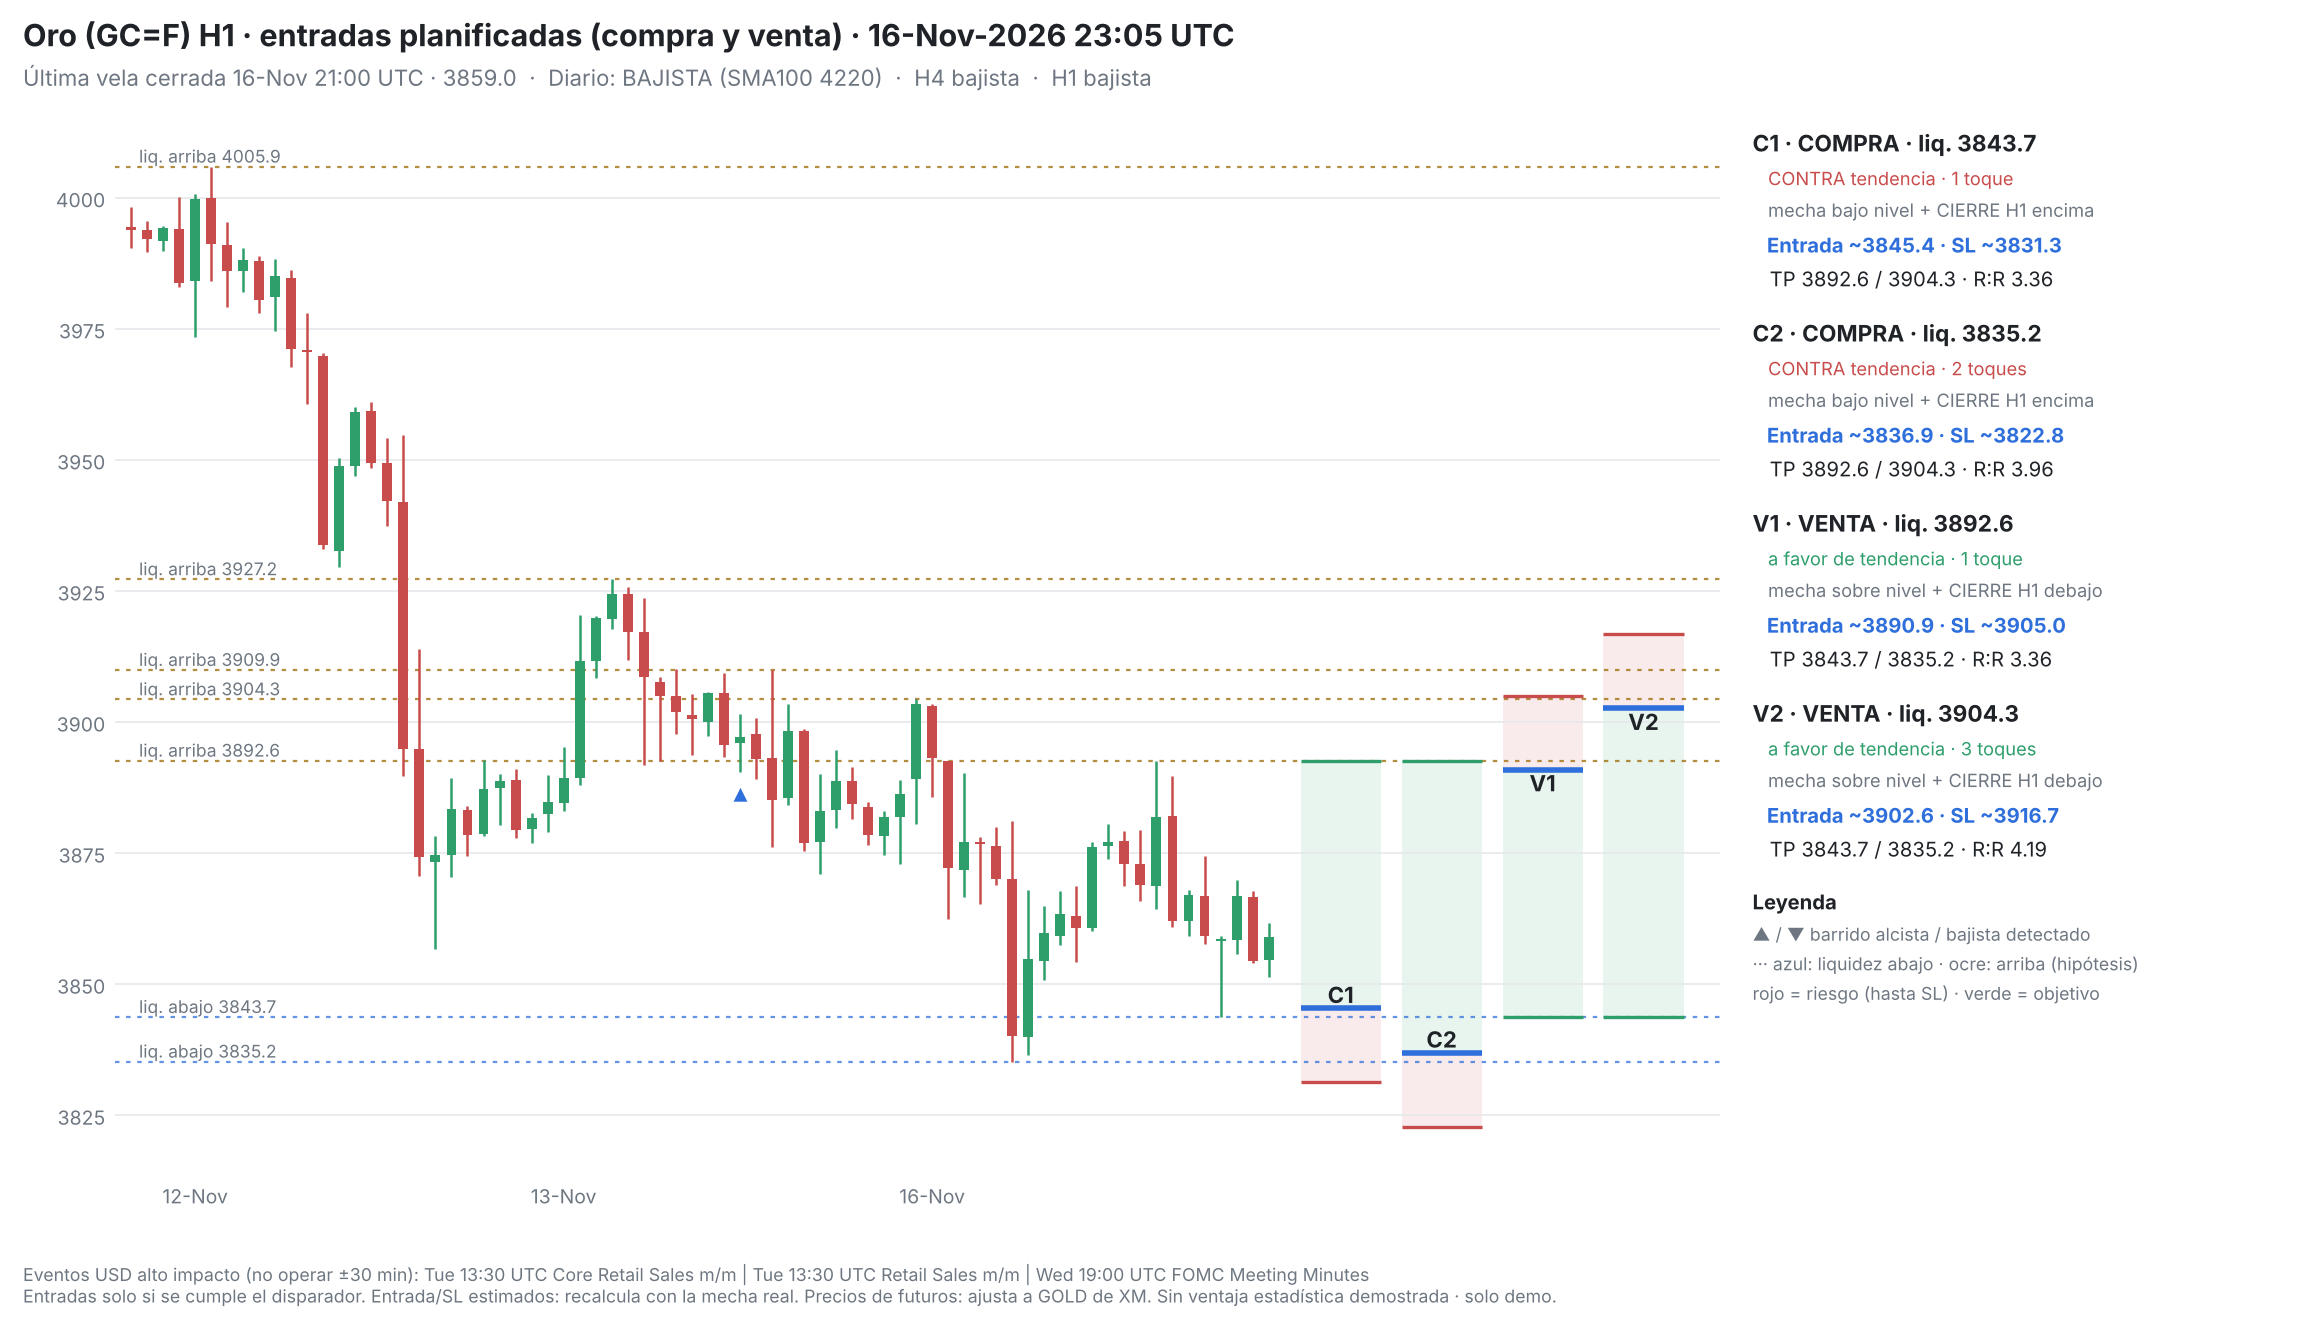 Oro (GC=F) H1 · entradas planificadas (compra y venta) · 16-Nov-2026 23:05 UTC
Última vela cerrada 16-Nov 21:00 UTC · 3859.0 · Diario: BAJISTA (SMA100 4220) · H4 bajista · H1 bajista
liq. arriba 4005.9
4000
3975
3950
liq. arriba 3927.2
3925
liq. arriba 3909.9
liq. arriba 3904.3
3900
liq. arriba 3892.6
3875
3850
liq. abajo 3843.7
liq. abajo 3835.2
3825
C1
C2
V1
V2
12-Nov
13-Nov
16-Nov
C1 · COMPRA · liq. 3843.7
CONTRA tendencia · 1 toque
mecha bajo nivel + CIERRE H1 encima
Entrada ~3845.4 · SL ~3831.3
TP 3892.6 / 3904.3 · R:R 3.36
C2 · COMPRA · liq. 3835.2
CONTRA tendencia · 2 toques
mecha bajo nivel + CIERRE H1 encima
Entrada ~3836.9 · SL ~3822.8
TP 3892.6 / 3904.3 · R:R 3.96
V1 · VENTA · liq. 3892.6
a favor de tendencia · 1 toque
mecha sobre nivel + CIERRE H1 debajo
Entrada ~3890.9 · SL ~3905.0
TP 3843.7 / 3835.2 · R:R 3.36
V2 · VENTA · liq. 3904.3
a favor de tendencia · 3 toques
mecha sobre nivel + CIERRE H1 debajo
Entrada ~3902.6 · SL ~3916.7
TP 3843.7 / 3835.2 · R:R 4.19
Leyenda
▲ / ▼ barrido alcista / bajista detectado
··· azul: liquidez abajo · ocre: arriba (hipótesis)
rojo = riesgo (hasta SL) · verde = objetivo
Eventos USD alto impacto (no operar ±30 min): Tue 13:30 UTC Core Retail Sales m/m | Tue 13:30 UTC Retail Sales m/m | Wed 19:00 UTC FOMC Meeting Minutes
Entradas solo si se cumple el disparador. Entrada/SL estimados: recalcula con la mecha real. Precios de futuros: ajusta a GOLD de XM. Sin ventaja estadística demostrada · solo demo.